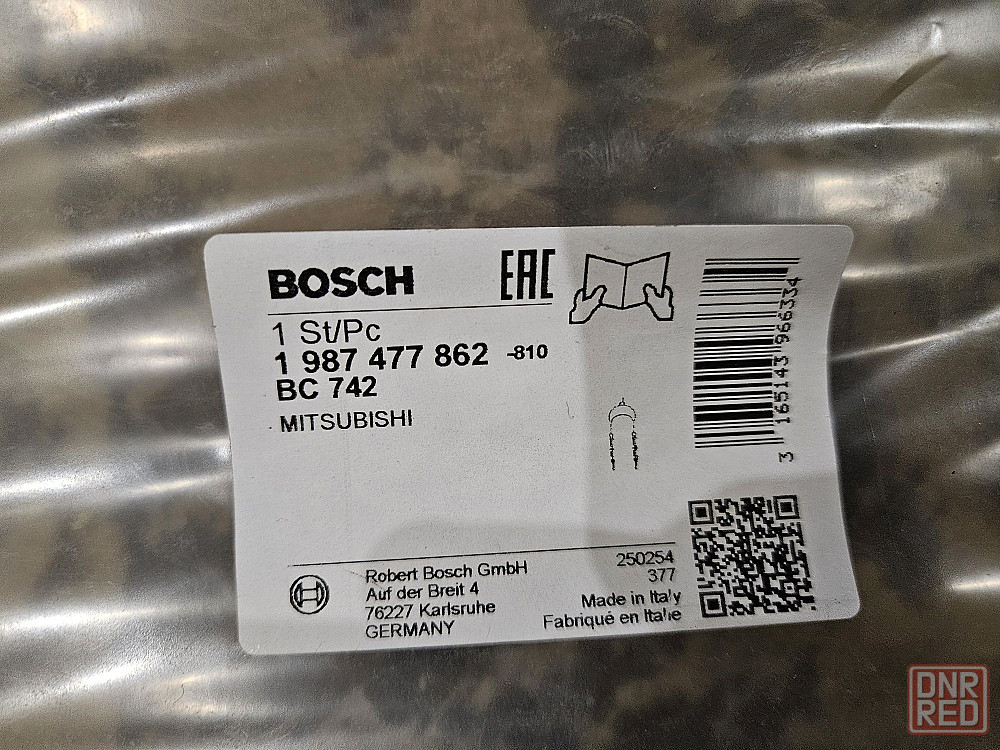 BOSCH
EAC
1 St/Pc
1 987 477 862 -810
BC 742
MITSUBISHI
3 165143 966334
Robert Bosch GmbH
Auf der Breit 4
76227 Karlsruhe
GERMANY
250254
377
Made in Italy
Fabriqué en Italie
DNR
RED